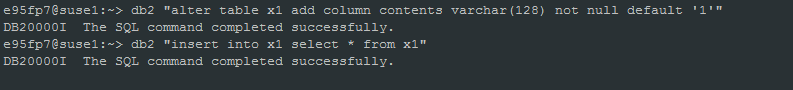 e95fp7@suse1:~> db2 "alter table x1 add column contents varchar(128) not null default '1'"
DB20000I  The SQL command completed successfully.
e95fp7@suse1:~> db2 "insert into x1 select * from x1"
DB20000I  The SQL command completed successfully.